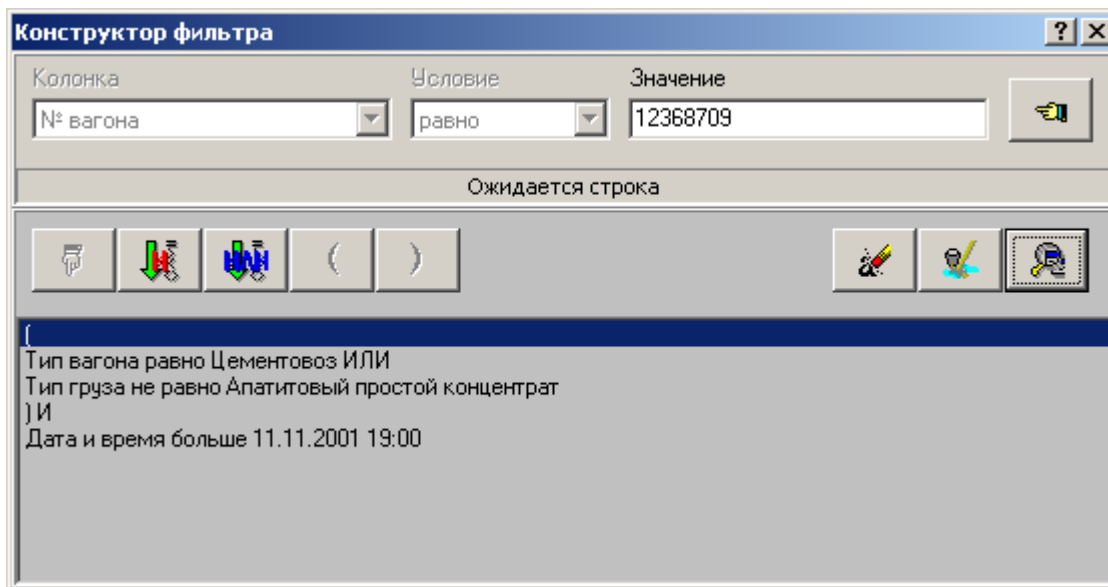 Конструктор фильтра
Колонка Условие Значение
№ вагона равно 12368709
Ожидается строка
И ИЛИ ( )
(
Тип вагона равно Цементовоз ИЛИ
Тип груза не равно Апатитовый простой концентрат
) И
Дата и время больше 11.11.2001 19:00